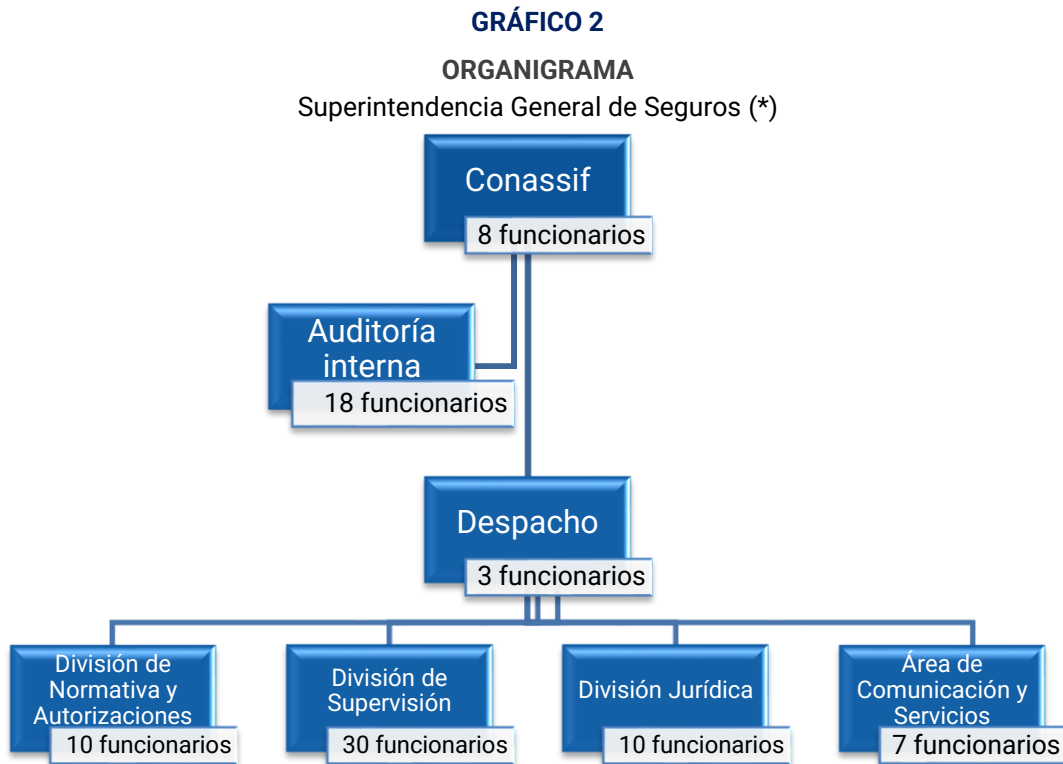 GRÁFICO 2
ORGANIGRAMA
Superintendencia General de Seguros (*)
Conassif
8 funcionarios
Auditoría
interna
18 funcionarios
Despacho
3 funcionarios
División de
Normativa y
Autorizaciones
10 funcionarios
División de
Supervisión
30 funcionarios
División Jurídica
10 funcionarios
Área de
Comunicación y
Servicios
7 funcionarios